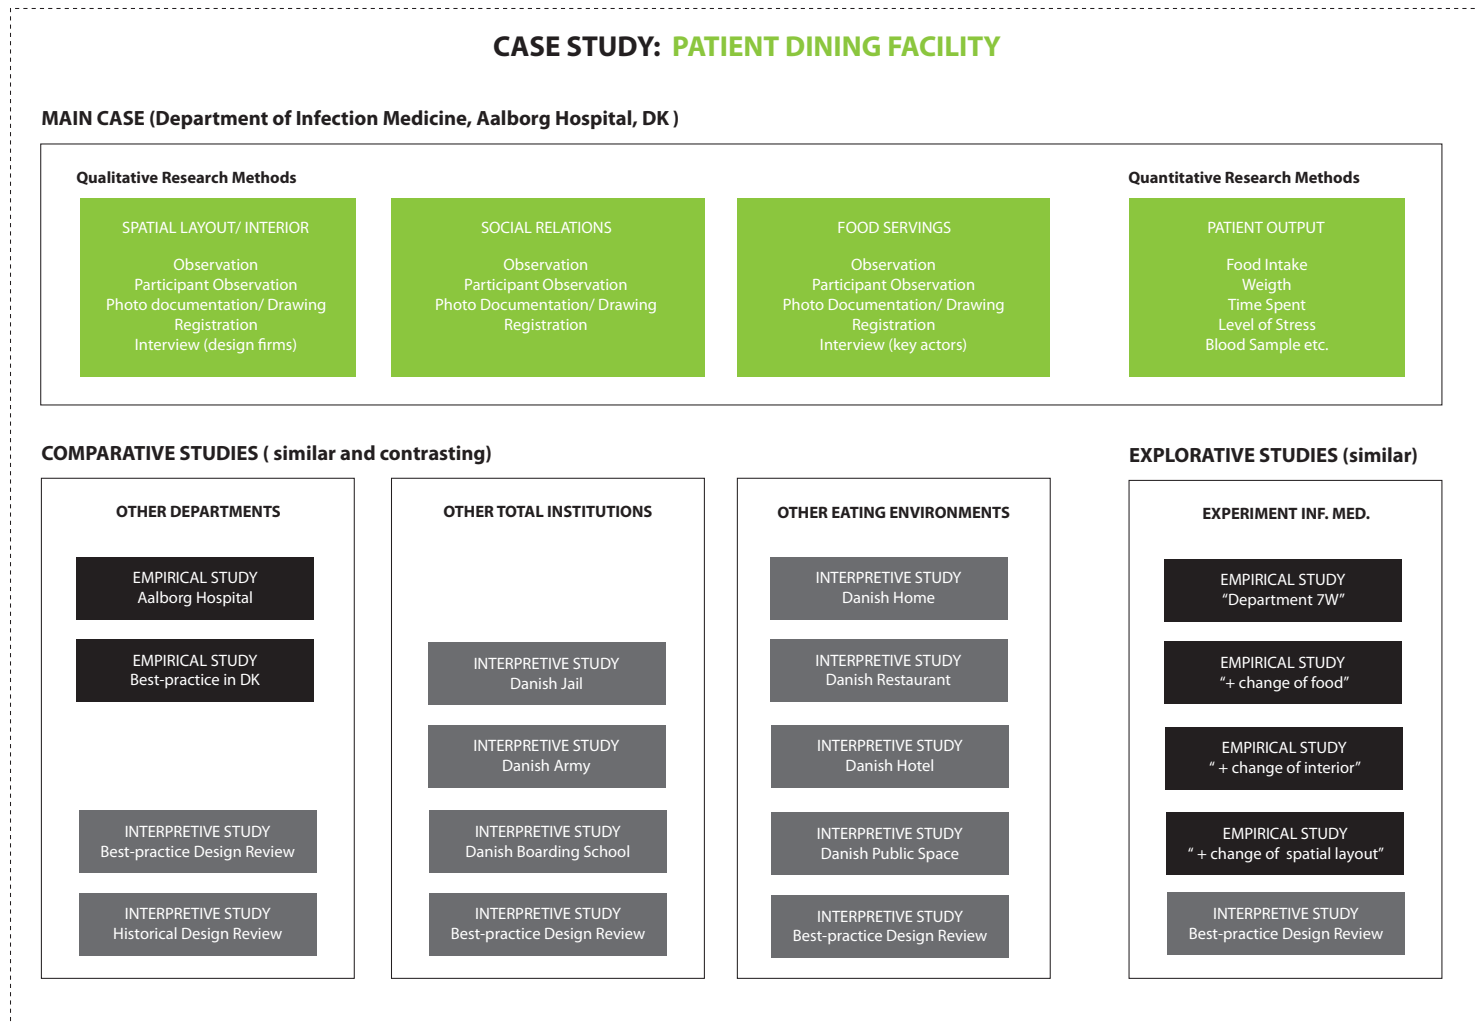 CASE STUDY: PATIENT DINING FACILITY
MAIN CASE (Department of Infection Medicine, Aalborg Hospital, DK )
Qualitative Research Methods
SPATIAL LAYOUT/ INTERIOR
Observation
Participant Observation
Photo documentation/ Drawing
Registration
Interview (design firms)
SOCIAL RELATIONS
Observation
Participant Observation
Photo Documentation/ Drawing
Registration
FOOD SERVINGS
Observation
Participant Observation
Photo Documentation/ Drawing
Registration
Interview (key actors)
Quantitative Research Methods
PATIENT OUTPUT
Food Intake
Weigth
Time Spent
Level of Stress
Blood Sample etc.
COMPARATIVE STUDIES ( similar and contrasting)
OTHER DEPARTMENTS
EMPIRICAL STUDY
Aalborg Hospital
EMPIRICAL STUDY
Best-practice in DK
INTERPRETIVE STUDY
Best-practice Design Review
INTERPRETIVE STUDY
Historical Design Review
OTHER TOTAL INSTITUTIONS
INTERPRETIVE STUDY
Danish Jail
INTERPRETIVE STUDY
Danish Army
INTERPRETIVE STUDY
Danish Boarding School
INTERPRETIVE STUDY
Best-practice Design Review
OTHER EATING ENVIRONMENTS
INTERPRETIVE STUDY
Danish Home
INTERPRETIVE STUDY
Danish Restaurant
INTERPRETIVE STUDY
Danish Hotel
INTERPRETIVE STUDY
Danish Public Space
INTERPRETIVE STUDY
Best-practice Design Review
EXPLORATIVE STUDIES (similar)
EXPERIMENT INF. MED.
EMPIRICAL STUDY
“Department 7W”
EMPIRICAL STUDY
“+ change of food”
EMPIRICAL STUDY
“ + change of interior”
EMPIRICAL STUDY
“ + change of  spatial layout”
INTERPRETIVE STUDY
Best-practice Design Review